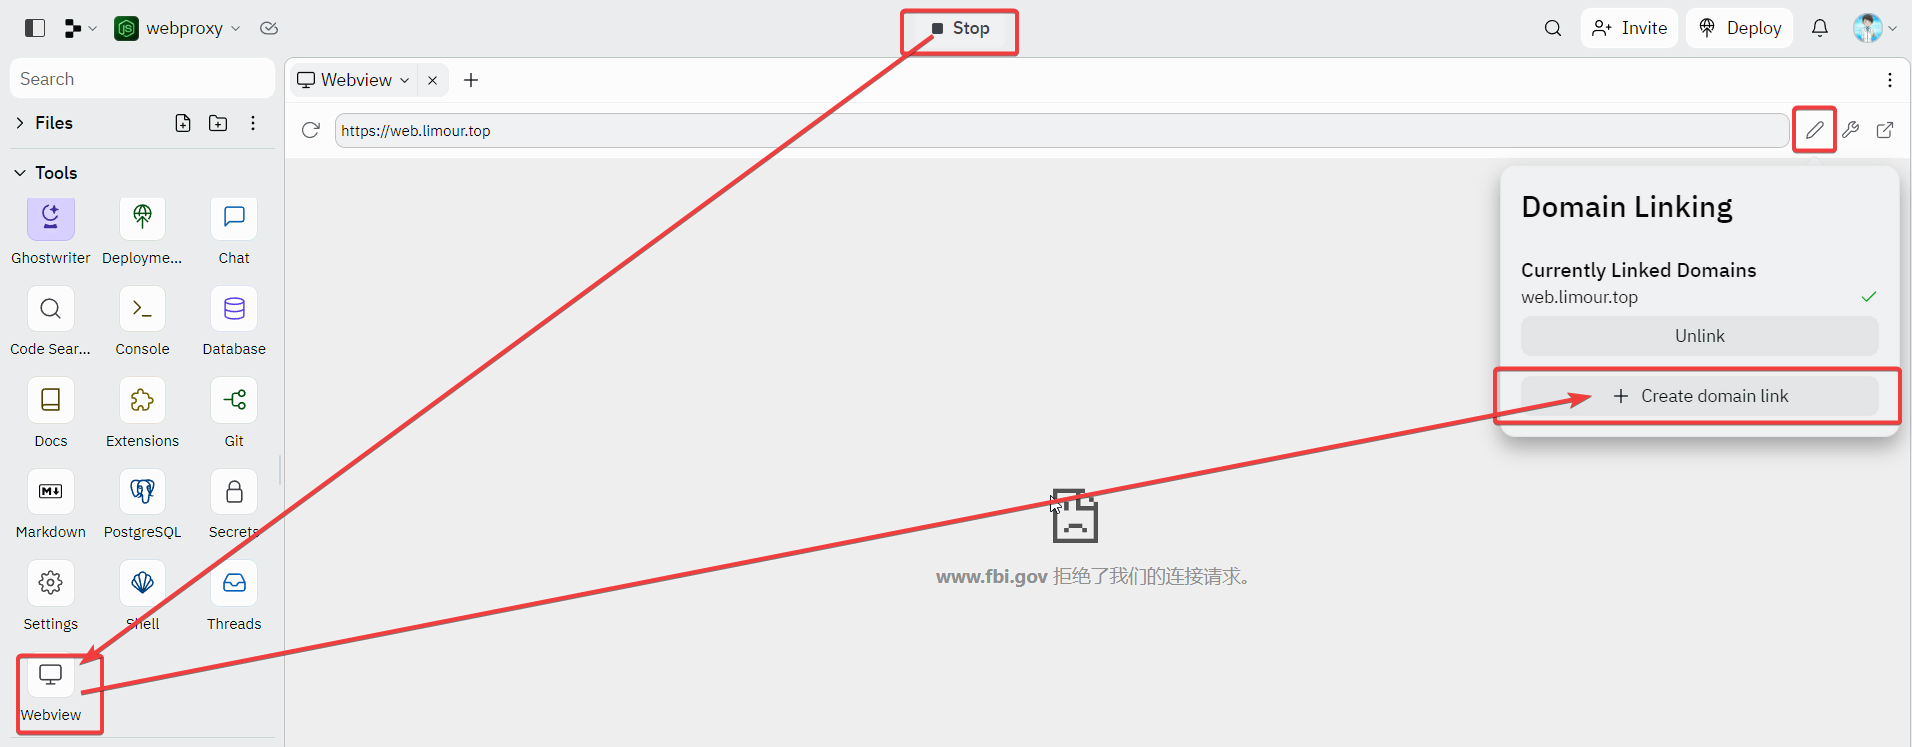 webproxy
Stop
Invite
Deploy
Search
Webview
Files
https://web.limour.top
Tools
Domain Linking
Ghostwriter
Deployme...
Chat
Currently Linked Domains
web.limour.top
Unlink
Code Sear...
Console
Database
Create domain link
Docs
Extensions
Git
Markdown
PostgreSQL
Secrets
www.fbi.gov 拒绝了我们的连接请求。
Settings
Shell
Threads
Webview